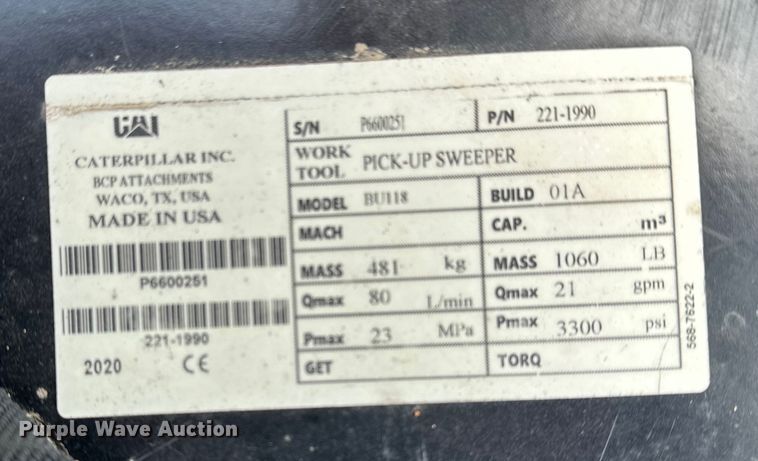 CAT
CATERPILLAR INC.
BCP ATTACHMENTS
WACO, TX, USA
MADE IN USA
P6600251
221-1990
2020 CE
S/N P6600251 P/N 221-1990
WORK TOOL PICK-UP SWEEPER
MODEL BU118 BUILD 01A
MACH CAP. m³
MASS 481 kg MASS 1060 LB
Qmax 80 L/min Qmax 21 gpm
Pmax 23 MPa Pmax 3300 psi
GET TORQ
568-7622-2
Purple Wave Auction